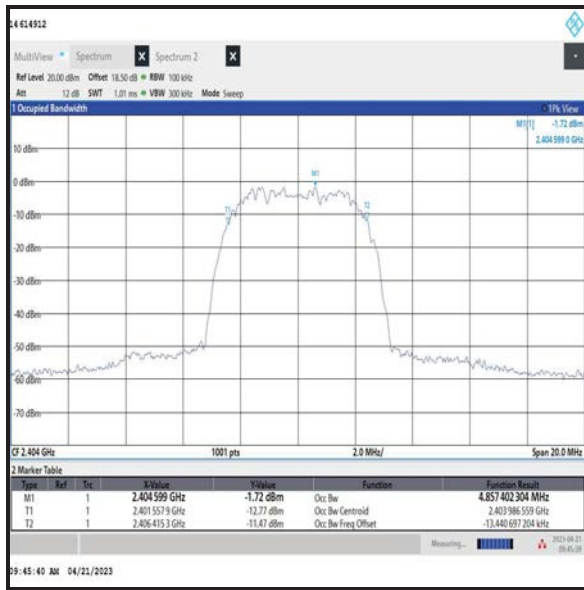 14 614912
MultiView Spectrum X Spectrum 2 X
Ref Level 20.00 dBm Offset 18.50 dB RBW 100 kHz
Att 12 dB SWT 1.01 ms VBW 300 kHz Mode Sweep
1 Occupied Bandwidth 1Pk View
M1[1] -1.72 dBm
2.404 599 0 GHz
10 dBm
M1
0 dBm
T1 T2
-10 dBm
-20 dBm
-30 dBm
-40 dBm
-50 dBm
-60 dBm
-70 dBm
CF 2.404 GHz 1001 pts 2.0 MHz/ Span 20.0 MHz
2 Marker Table
Type Ref Trc X-Value Y-Value Function Function Result
M1 1 2.404 599 GHz -1.72 dBm Occ Bw 4.857 402 304 MHz
T1 1 2.401 557 9 GHz -12.77 dBm Occ Bw Centroid 2.403 986 559 GHz
T2 1 2.406 415 3 GHz -11.47 dBm Occ Bw Freq Offset -13.440 697 204 kHz
Measuring... 2023-04-21
09:45:39
09:45:40 AM 04/21/2023